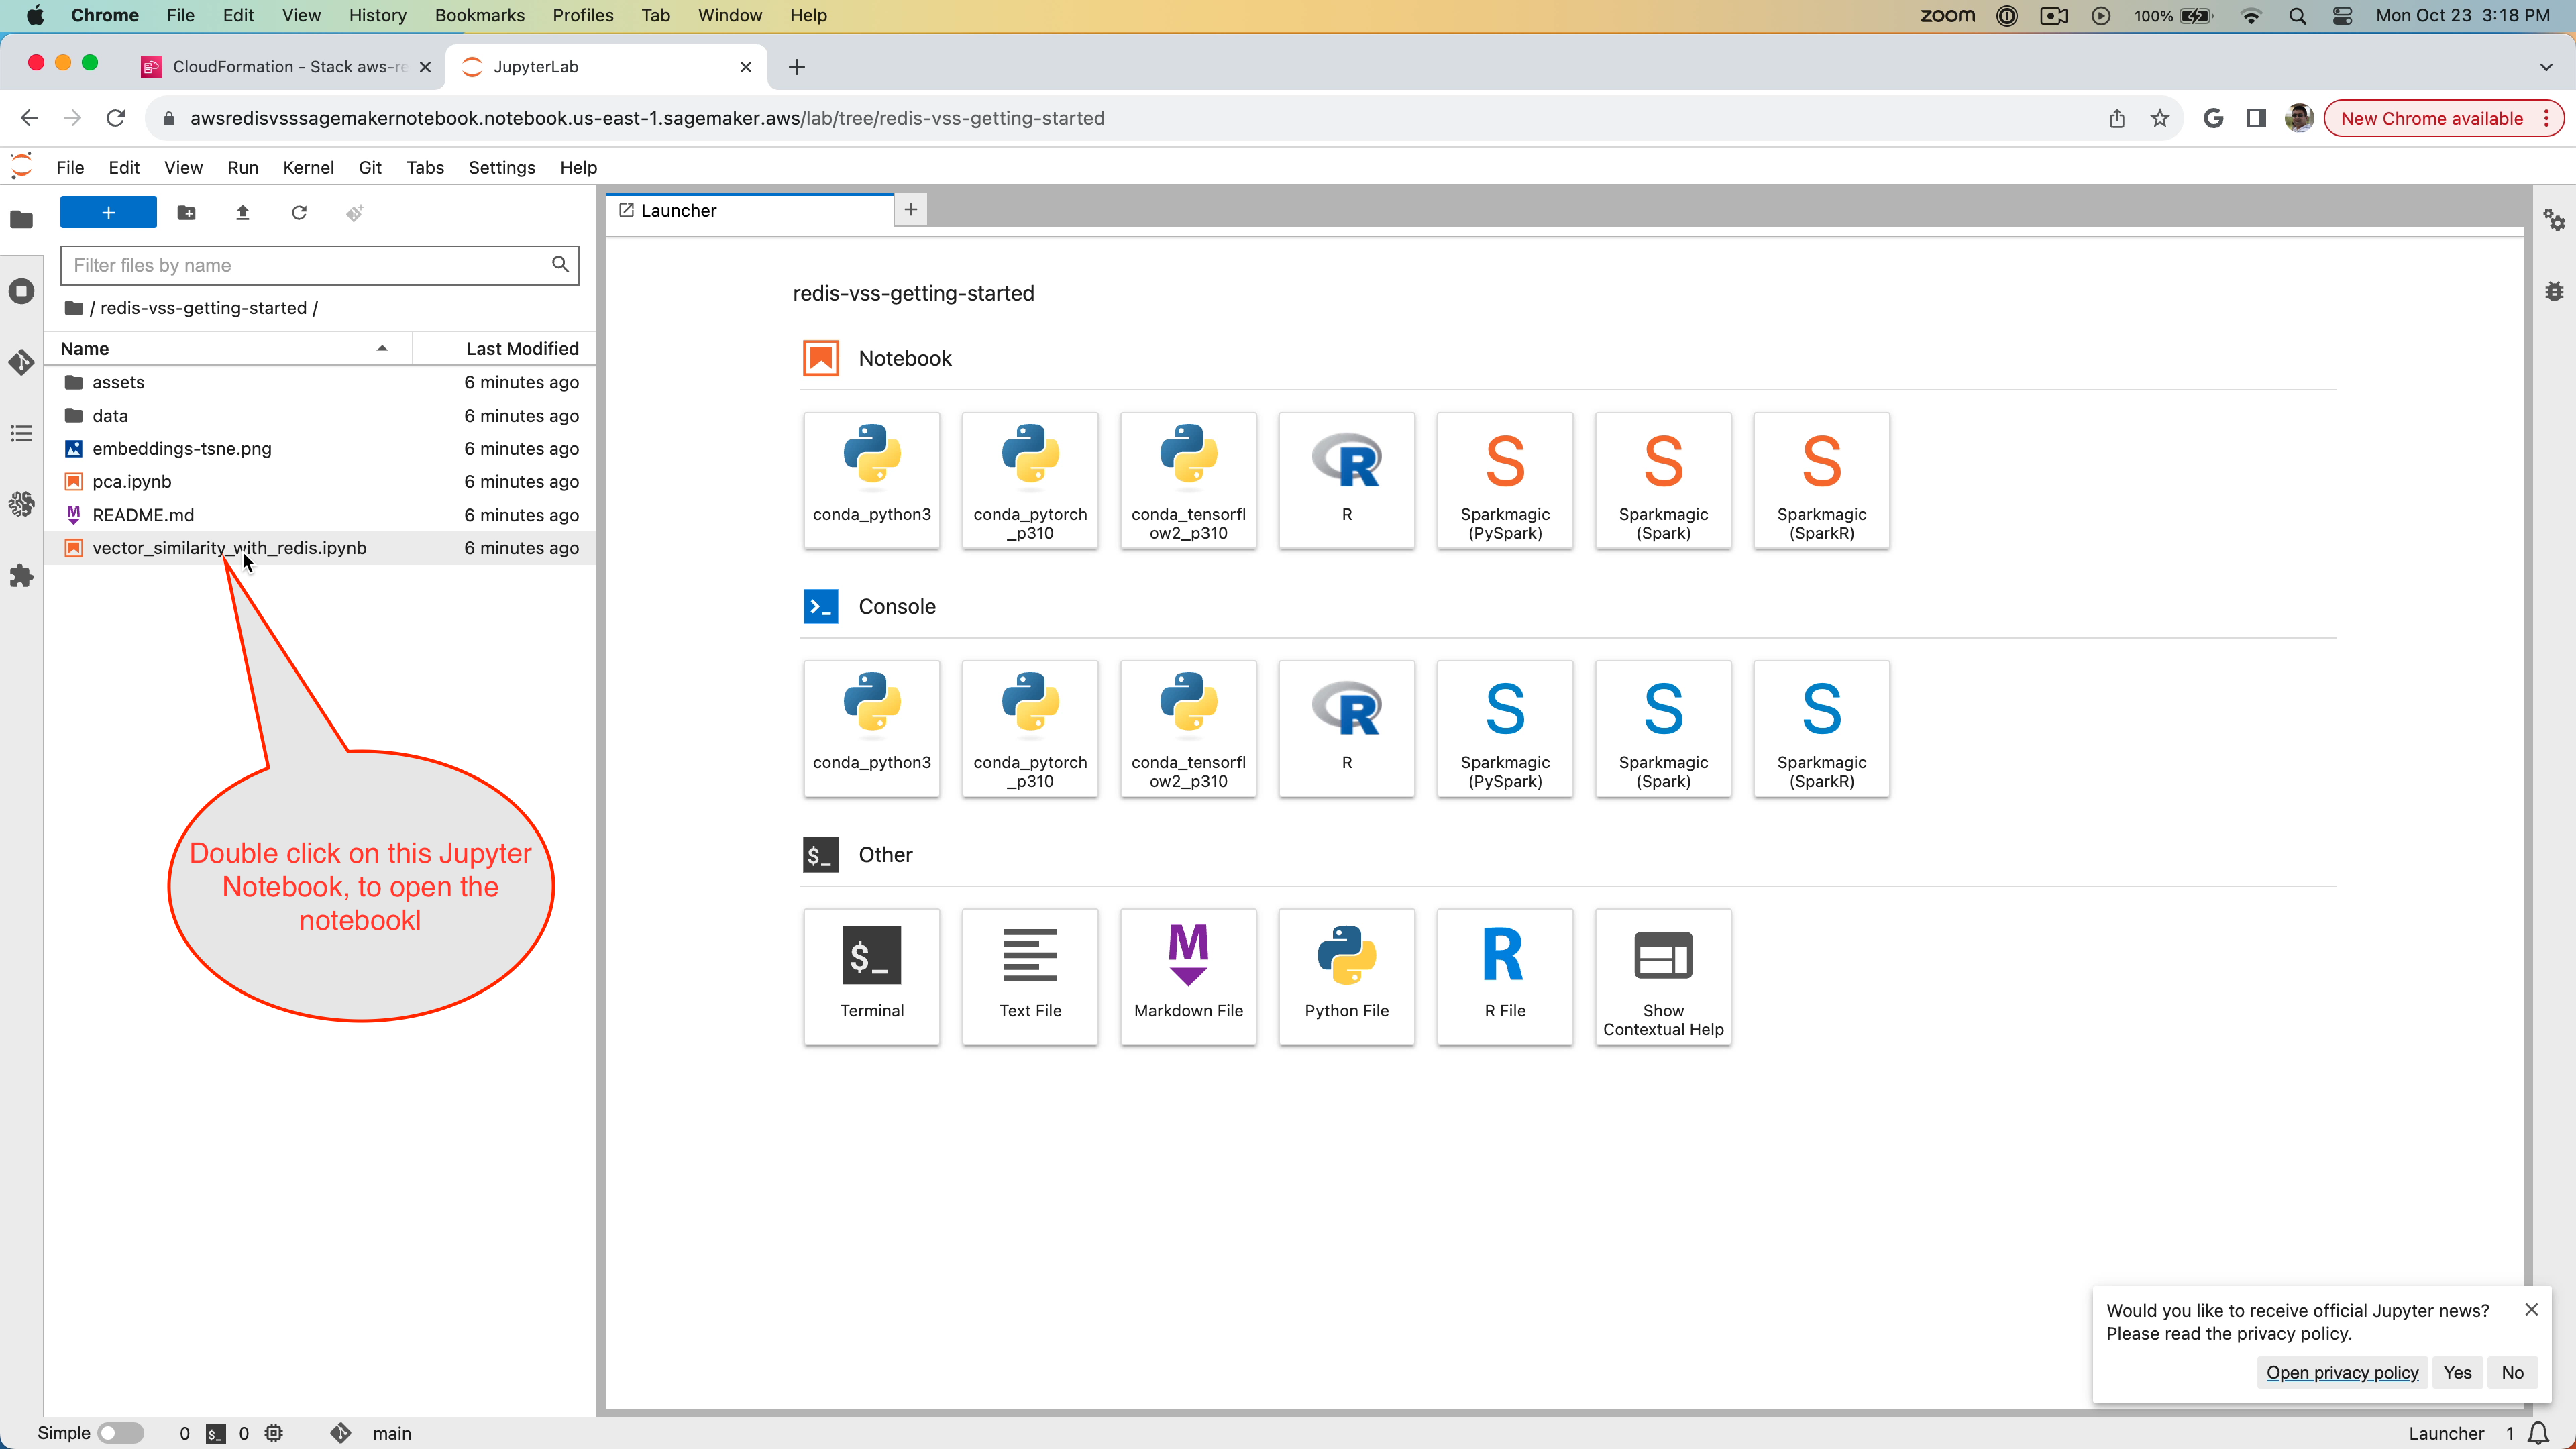 Chrome File Edit View History Bookmarks Profiles Tab Window Help zoom 100% Mon Oct 23 3:18 PM
CloudFormation - Stack aws-re
JupyterLab
awsredisvsssagemakernotebook.notebook.us-east-1.sagemaker.aws/lab/tree/redis-vss-getting-started
New Chrome available
File Edit View Run Kernel Git Tabs Settings Help
+
Launcher
+
Filter files by name
/ redis-vss-getting-started /
Name Last Modified
assets 6 minutes ago
data 6 minutes ago
embeddings-tsne.png 6 minutes ago
pca.ipynb 6 minutes ago
README.md 6 minutes ago
vector_similarity_with_redis.ipynb 6 minutes ago
Double click on this Jupyter
Notebook, to open the
notebookl
redis-vss-getting-started
Notebook
conda_python3
conda_pytorch
_p310
conda_tensorfl
ow2_p310
R
Sparkmagic
(PySpark)
Sparkmagic
(Spark)
Sparkmagic
(SparkR)
Console
conda_python3
conda_pytorch
_p310
conda_tensorfl
ow2_p310
R
Sparkmagic
(PySpark)
Sparkmagic
(Spark)
Sparkmagic
(SparkR)
$_ Other
Terminal
Text File
Markdown File
Python File
R File
Show
Contextual Help
Would you like to receive official Jupyter news?
Please read the privacy policy.
Open privacy policy Yes No
Simple 0 $_ 0 main Launcher 1